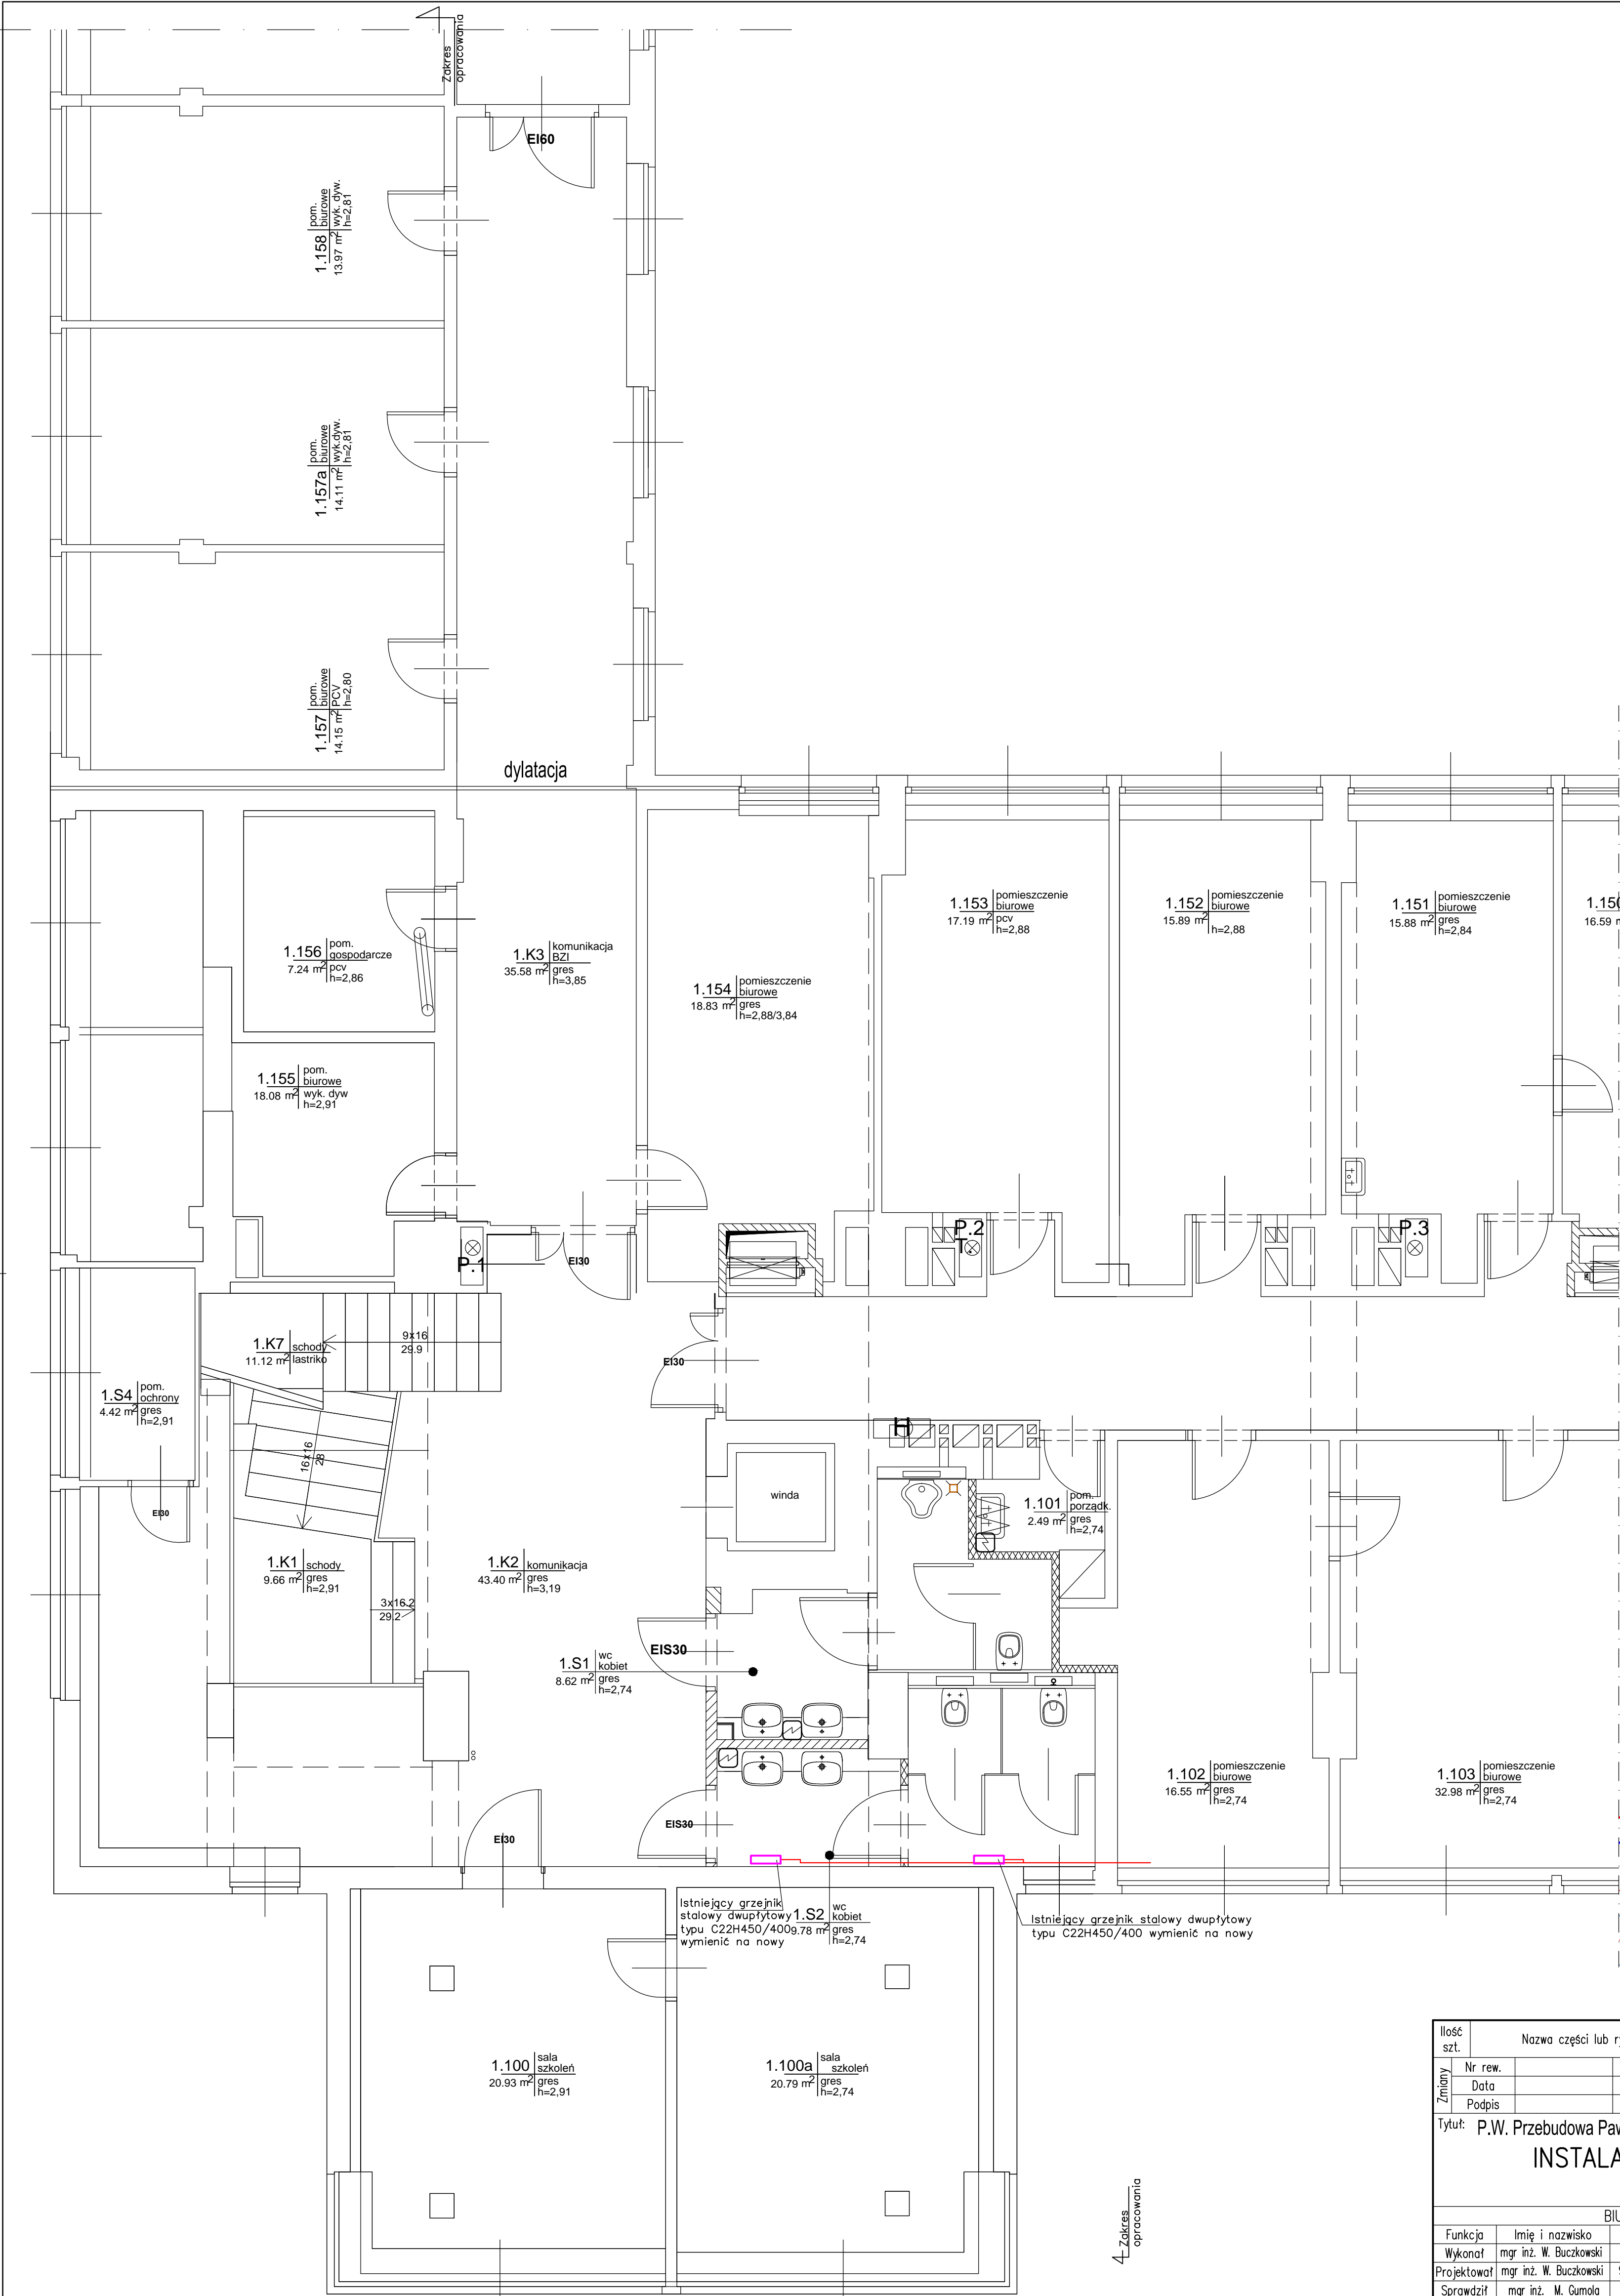 Zakres
opracowania
EI60
1.158 pom.
biurowe
13.97 m2 wyk. dyw.
h=2,81
1.157a pom.
biurowe
14.11 m2 wyk.dyw.
h=2,81
1.157 pom.
biurowe
14.15 m2 PCV
h=2,80
dylatacja
1.156 pom.
gospodarcze
7.24 m2 pcv
h=2,86
1.K3 komunikacja
BZI
35.58 m2 gres
h=3,85
1.154 pomieszczenie
biurowe
18.83 m2 gres
h=2,88/3,84
1.153 pomieszczenie
biurowe
17.19 m2 pcv
h=2,88
1.152 pomieszczenie
biurowe
15.89 m2
h=2,88
1.151 pomieszczenie
biurowe
15.88 m2 gres
h=2,84
1.150
16.59
1.155 pom.
biurowe
18.08 m2 wyk. dyw
h=2,91
P.1
EI30
P.2
T.
P.3
1.K7 schody
11.12 m2 lastriko
9x16
29.9
EI30
1.S4 pom.
ochrony
4.42 m2 gres
h=2,91
16x16
28
EI30
H
winda
1.101 pom.
porządk.
2.49 m2 gres
h=2,74
1.K1 schody
9.66 m2 gres
h=2,91
3x16.2
29.2
1.K2 komunikacja
43.40 m2 gres
h=3,19
EIS30
1.S1 wc
kobiet
8.62 m2 gres
h=2,74
1.102 pomieszczenie
biurowe
16.55 m2 gres
h=2,74
1.103 pomieszczenie
biurowe
32.98 m2 gres
h=2,74
EI30
EIS30
Istniejący grzejnik
stalowy dwupłytowy
typu C22H450/400
wymienić na nowy
1.S2 wc
kobiet
9.78 m2 gres
h=2,74
Istniejący grzejnik stalowy dwupłytowy
typu C22H450/400 wymienić na nowy
1.100 sala
szkoleń
20.93 m2 gres
h=2,91
1.100a sala
szkoleń
20.79 m2 gres
h=2,74
Zakres
opracowania
Ilość
szt.
Nazwa części lub
Zmiany
Nr rew.
Data
Podpis
Tytuł: P.W. Przebudowa
INSTALA
Funkcja Imię i nazwisko
Wykonał mgr inż. W. Buczkowski
Projektował mgr inż. W. Buczkowski
Sprawdził mgr inż. M. Gumola